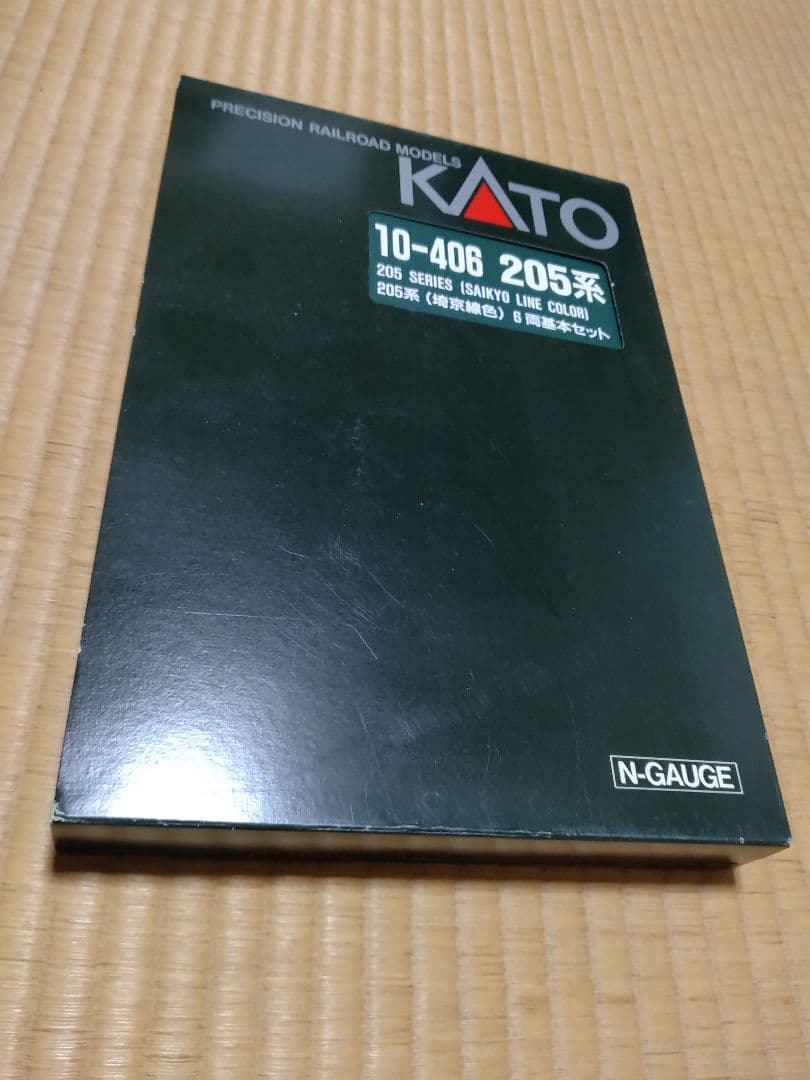 PRECISION RAILROAD MODELS
KATO
10-406 205系
205 SERIES (SAIKYO LINE COLOR)
205系（埼京線色）6両基本セット
N-GAUGE